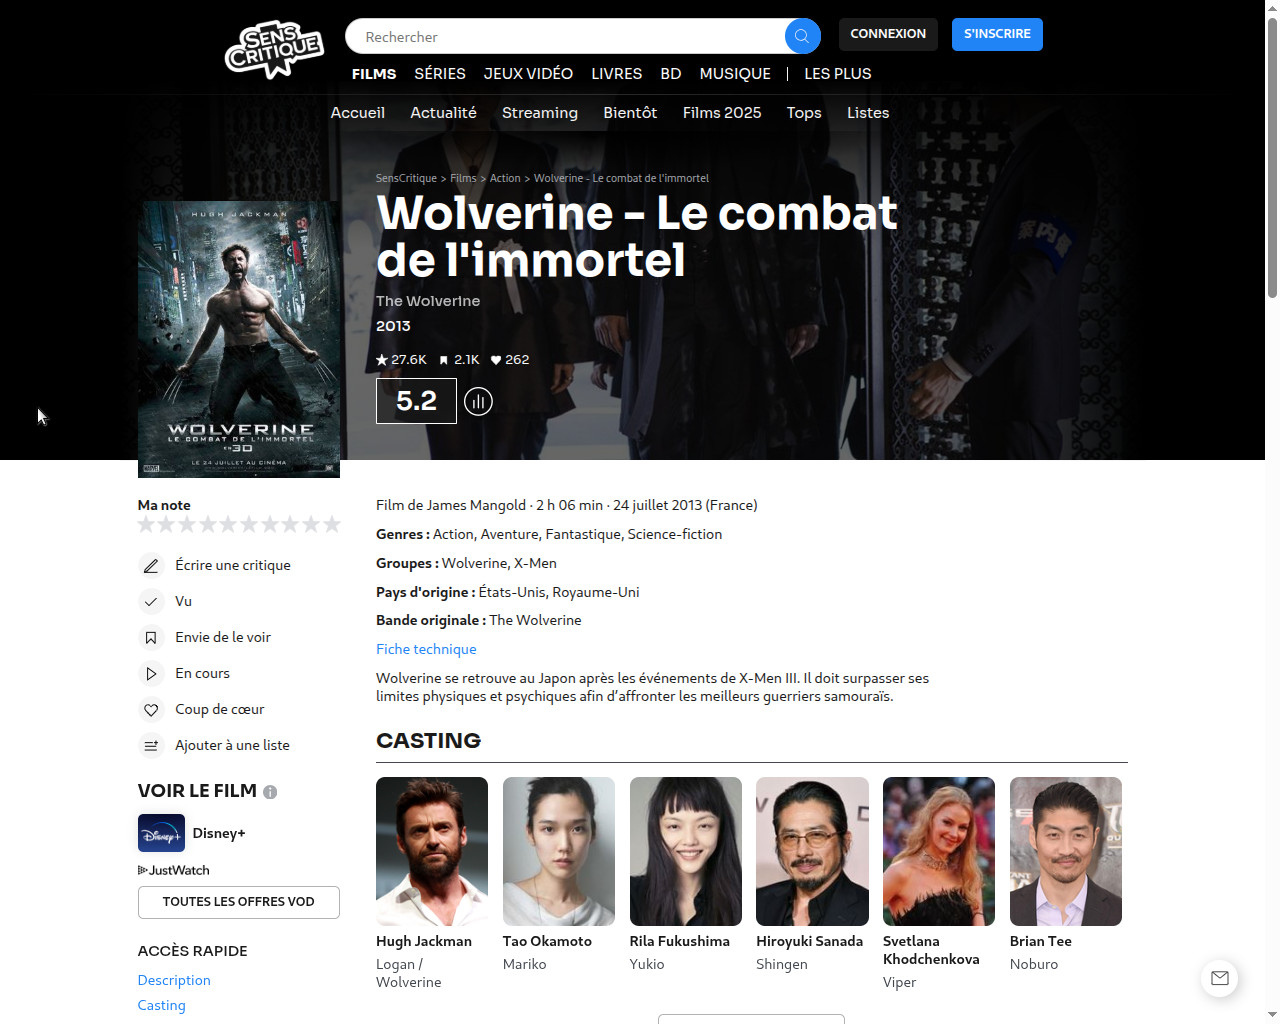 SENS
CRITIQUE
Rechercher
CONNEXION
S'INSCRIRE
FILMS
SÉRIES
JEUX VIDÉO
LIVRES
BD
MUSIQUE
LES PLUS
Accueil
Actualité
Streaming
Bientôt
Films 2025
Tops
Listes
SensCritique > Films > Action > Wolverine - Le combat de l'immortel
Wolverine - Le combat
de l'immortel
The Wolverine
2013
27.6K
2.1K
262
5.2
案内
HUGH JACKMAN
WOLVERINE
LE COMBAT DE L'IMMORTEL
EN 3D
LE 24 JUILLET AU CINÉMA
MARVEL
Ma note
Écrire une critique
Vu
Envie de le voir
En cours
Coup de cœur
Ajouter à une liste
VOIR LE FILM
Disney+
Disney+
JustWatch
TOUTES LES OFFRES VOD
ACCÈS RAPIDE
Description
Casting
Film de James Mangold · 2 h 06 min · 24 juillet 2013 (France)
Genres : Action, Aventure, Fantastique, Science-fiction
Groupes : Wolverine, X-Men
Pays d'origine : États-Unis, Royaume-Uni
Bande originale : The Wolverine
Fiche technique
Wolverine se retrouve au Japon après les événements de X-Men III. Il doit surpasser ses
limites physiques et psychiques afin d’affronter les meilleurs guerriers samouraïs.
CASTING
Hugh Jackman
Logan /
Wolverine
Tao Okamoto
Mariko
Rila Fukushima
Yukio
Hiroyuki Sanada
Shingen
Svetlana
Khodchenkova
Viper
Brian Tee
Noburo